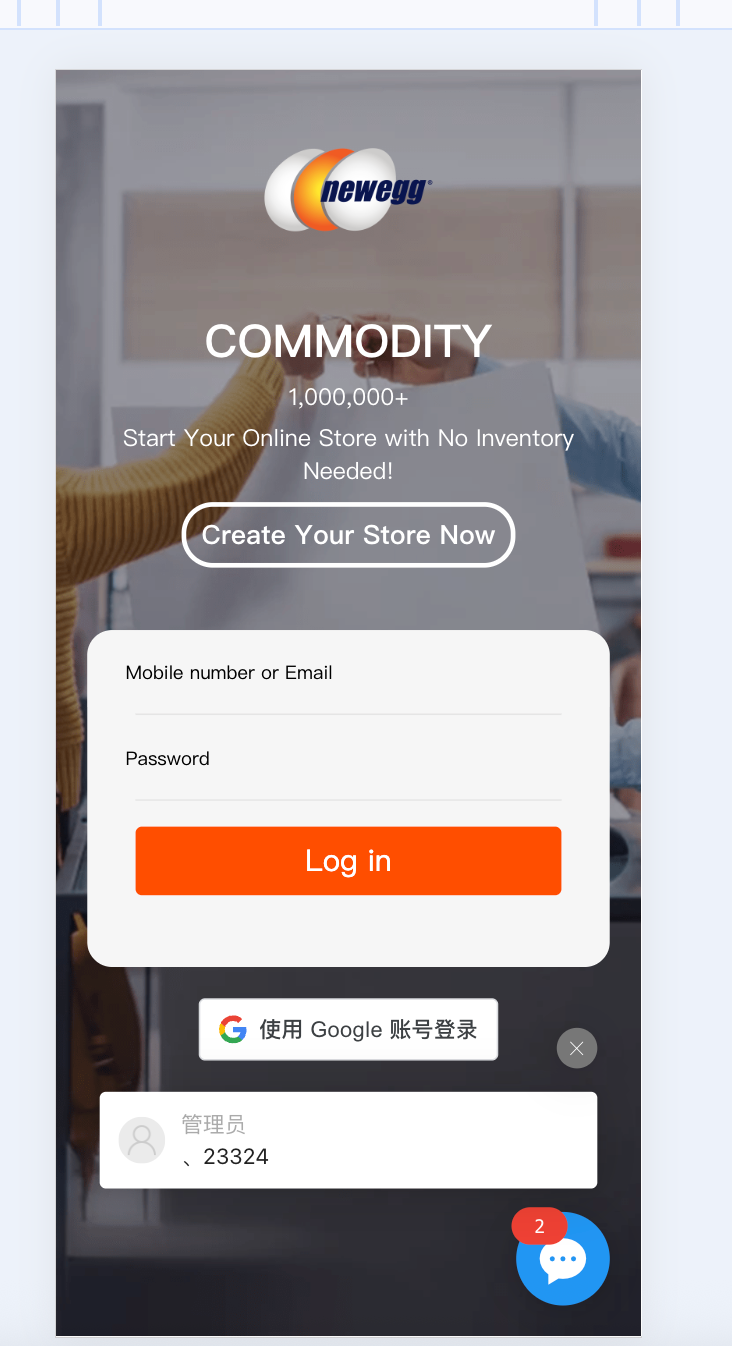 newegg
COMMODITY
1,000,000+
Start Your Online Store with No Inventory
Needed!
Create Your Store Now
Mobile number or Email
Password
Log in
使用 Google 账号登录
管理员
、23324
2